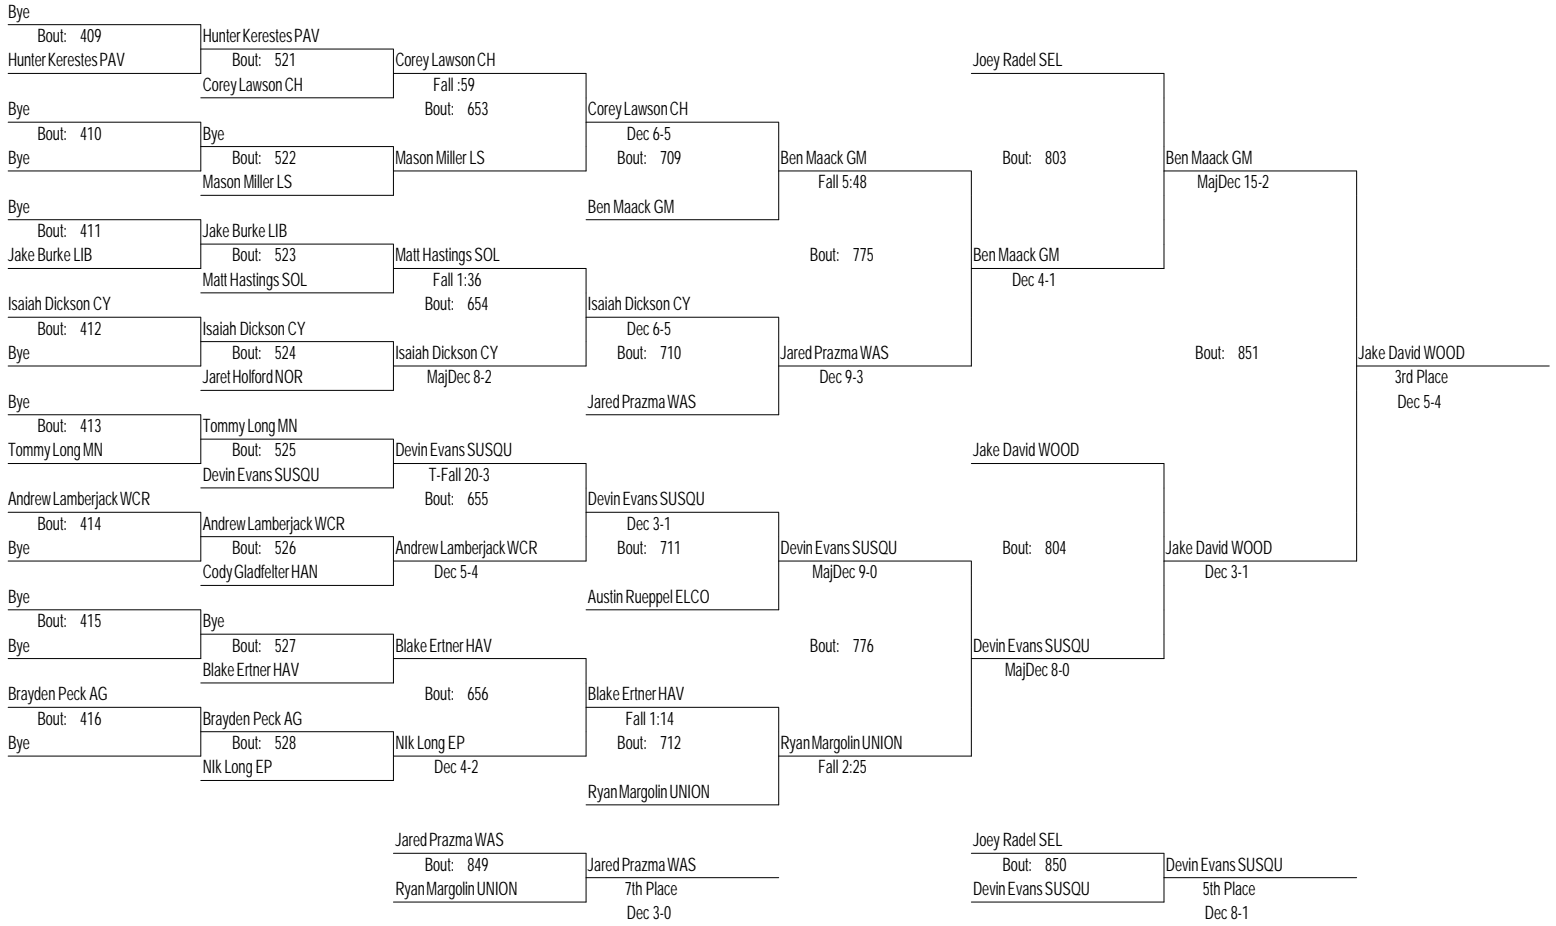 Bye
Bout: 409
Hunter Kerestes PAV
Bye
Bout: 410
Bye
Bye
Bout: 411
Jake Burke LIB
Isaiah Dickson CY
Bout: 412
Bye
Bye
Bout: 413
Tommy Long MN
Andrew Lamberjack WCR
Bout: 414
Bye
Bye
Bout: 415
Bye
Brayden Peck AG
Bout: 416
Bye
Hunter Kerestes PAV
Bout: 521
Corey Lawson CH
Bye
Bout: 522
Mason Miller LS
Jake Burke LIB
Bout: 523
Matt Hastings SOL
Isaiah Dickson CY
Bout: 524
Jaret Holford NOR
Tommy Long MN
Bout: 525
Devin Evans SUSQU
Andrew Lamberjack WCR
Bout: 526
Cody Gladfelter HAN
Bye
Bout: 527
Blake Ertner HAV
Brayden Peck AG
Bout: 528
NIk Long EP
Corey Lawson CH
Fall :59
Bout: 653
Mason Miller LS
Matt Hastings SOL
Fall 1:36
Bout: 654
Isaiah Dickson CY
MajDec 8-2
Devin Evans SUSQU
T-Fall 20-3
Bout: 655
Andrew Lamberjack WCR
Dec 5-4
Blake Ertner HAV
Bout: 656
NIk Long EP
Dec 4-2
Corey Lawson CH
Dec 6-5
Bout: 709
Ben Maack GM
Isaiah Dickson CY
Dec 6-5
Bout: 710
Jared Prazma WAS
Devin Evans SUSQU
Dec 3-1
Bout: 711
Austin Rueppel ELCO
Blake Ertner HAV
Fall 1:14
Bout: 712
Ryan Margolin UNION
Ben Maack GM
Fall 5:48
Bout: 775
Jared Prazma WAS
Dec 9-3
Devin Evans SUSQU
MajDec 9-0
Bout: 776
Ryan Margolin UNION
Fall 2:25
Joey Radel SEL
Bout: 803
Ben Maack GM
Dec 4-1
Jake David WOOD
Bout: 804
Devin Evans SUSQU
MajDec 8-0
Ben Maack GM
MajDec 15-2
Bout: 851
Jake David WOOD
Dec 3-1
Jake David WOOD
3rd Place
Dec 5-4
Jared Prazma WAS
Bout: 849
Ryan Margolin UNION
Jared Prazma WAS
7th Place
Dec 3-0
Joey Radel SEL
Bout: 850
Devin Evans SUSQU
Devin Evans SUSQU
5th Place
Dec 8-1